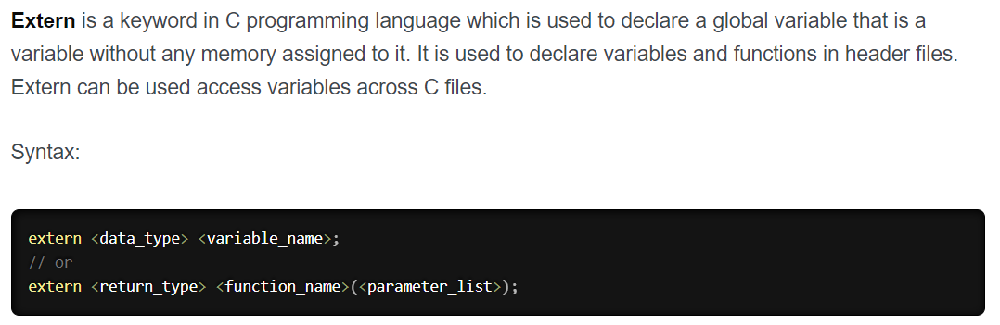 Extern is a keyword in C programming language which is used to declare a global variable that is a
variable without any memory assigned to it. It is used to declare variables and functions in header files.
Extern can be used access variables across C files.
Syntax:
extern <data_type> <variable_name>;
// or
extern <return_type> <function_name>(<parameter_list>);